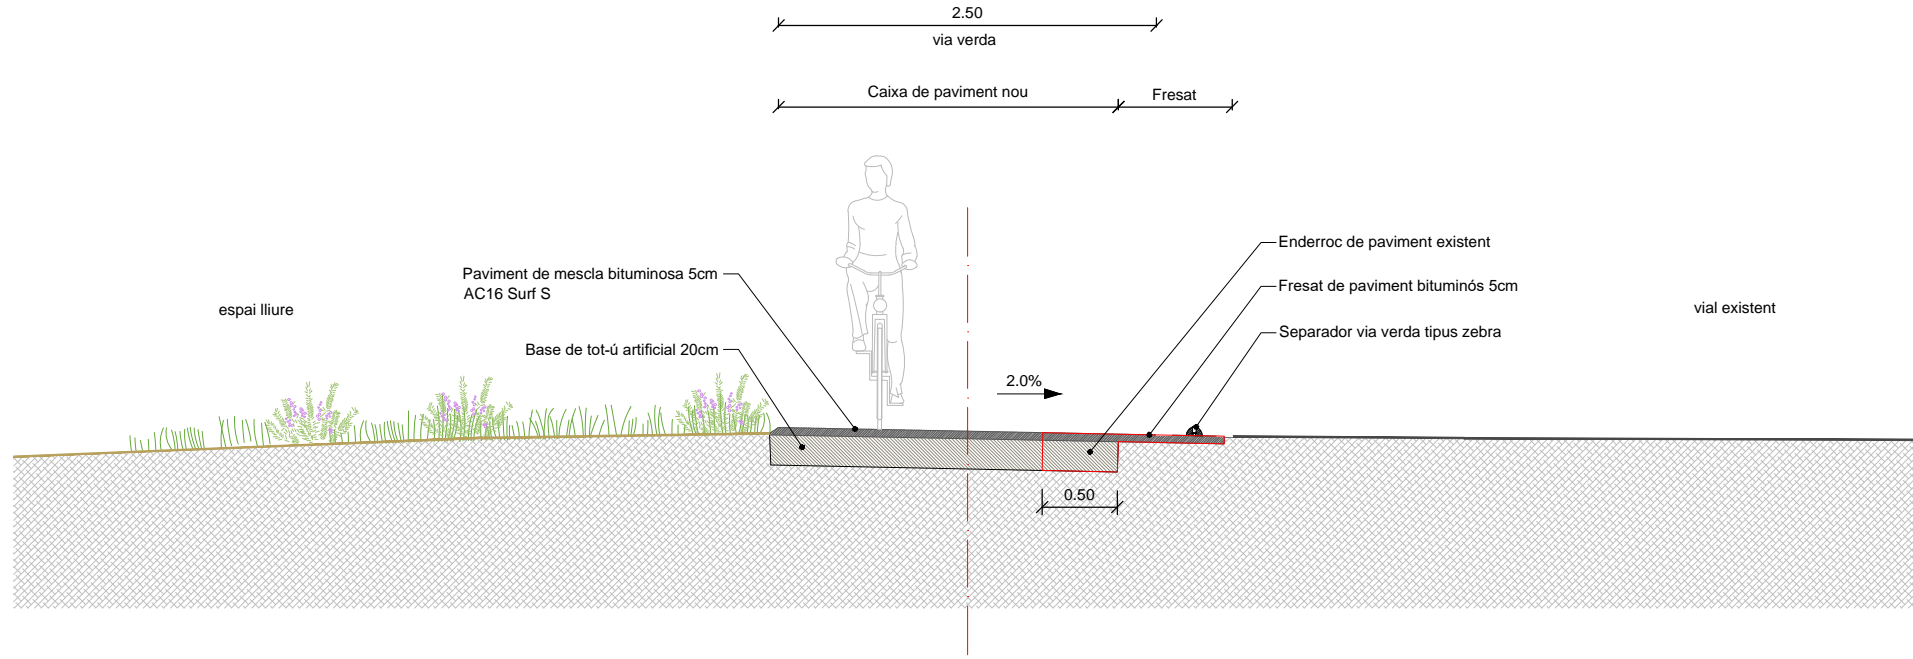 2.50
via verda
Caixa de paviment nou
Fresat
Enderroc de paviment existent
Paviment de mescla bituminosa 5cm
AC16 Surf S
Fresat de paviment bituminós 5cm
espai lliure
vial existent
Separador via verda tipus zebra
Base de tot-ú artificial 20cm
2.0%
0.50